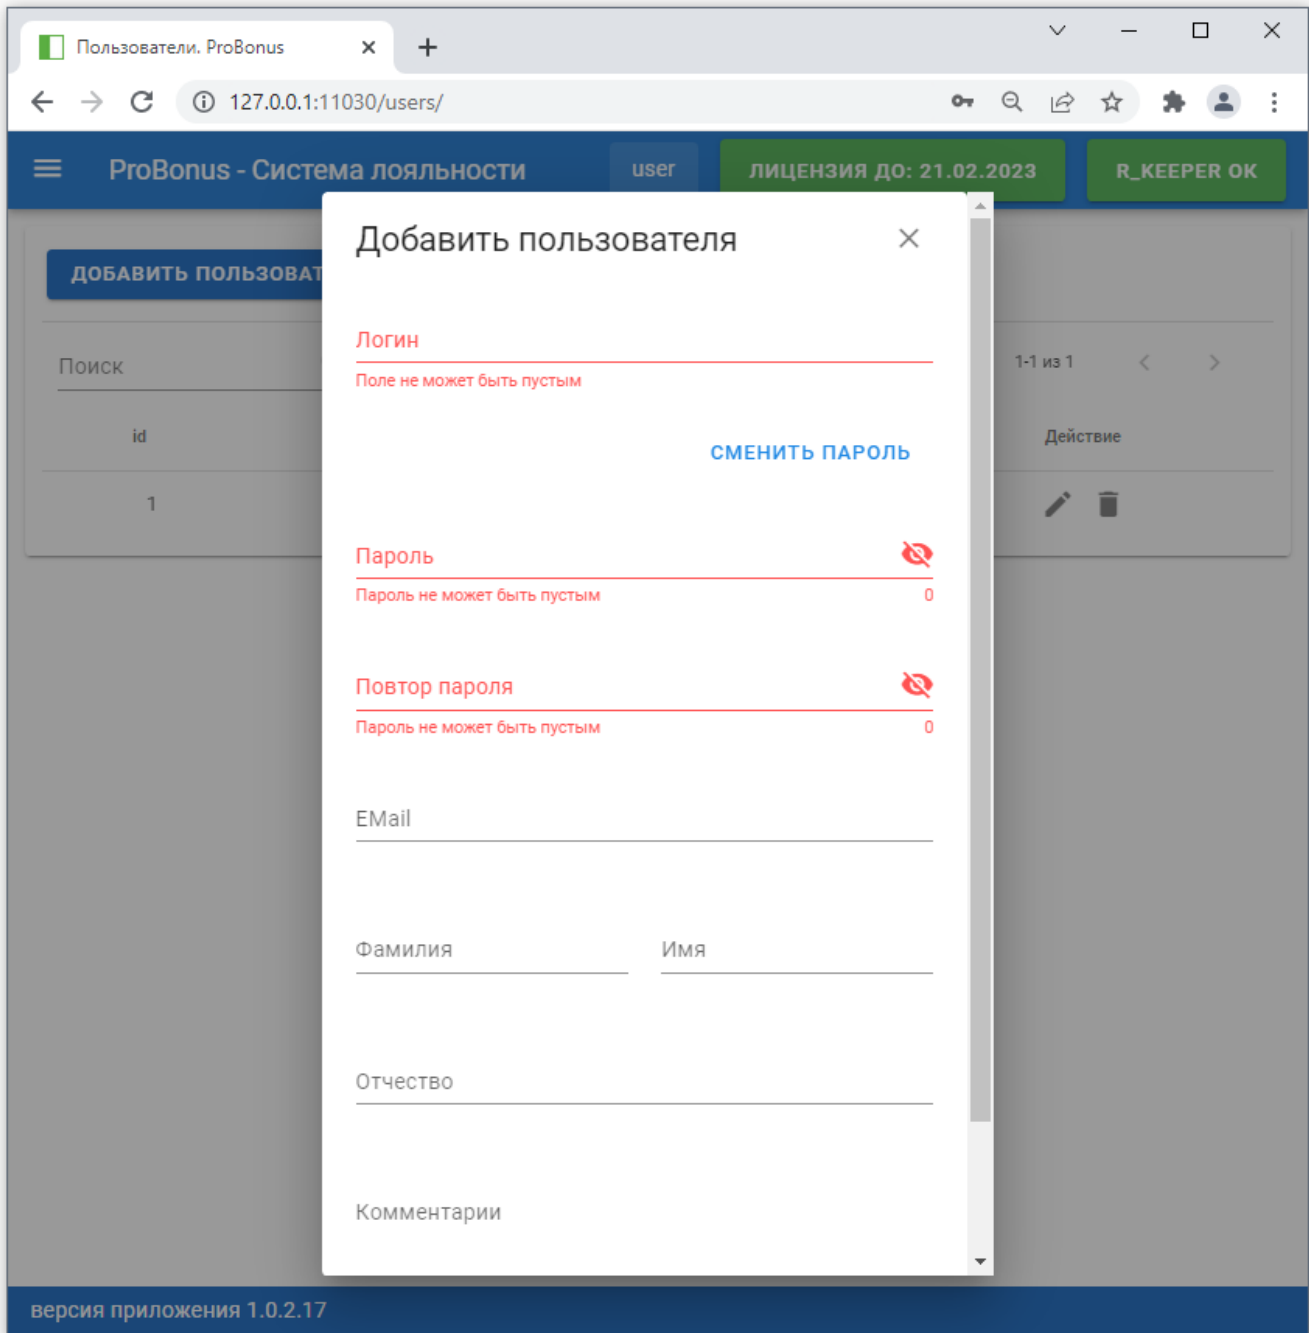 Пользователи. ProBonus
127.0.0.1:11030/users/
ProBonus - Система лояльности
user
ЛИЦЕНЗИЯ ДО: 21.02.2023
R_KEEPER OK
ДОБАВИТЬ ПОЛЬЗОВАТ
Поиск
1-1 из 1
id
Действие
1
Добавить пользователя
Логин
Поле не может быть пустым
СМЕНИТЬ ПАРОЛЬ
Пароль
Пароль не может быть пустым 0
Повтор пароля
Пароль не может быть пустым 0
EMail
Фамилия Имя
Отчество
Комментарии
версия приложения 1.0.2.17